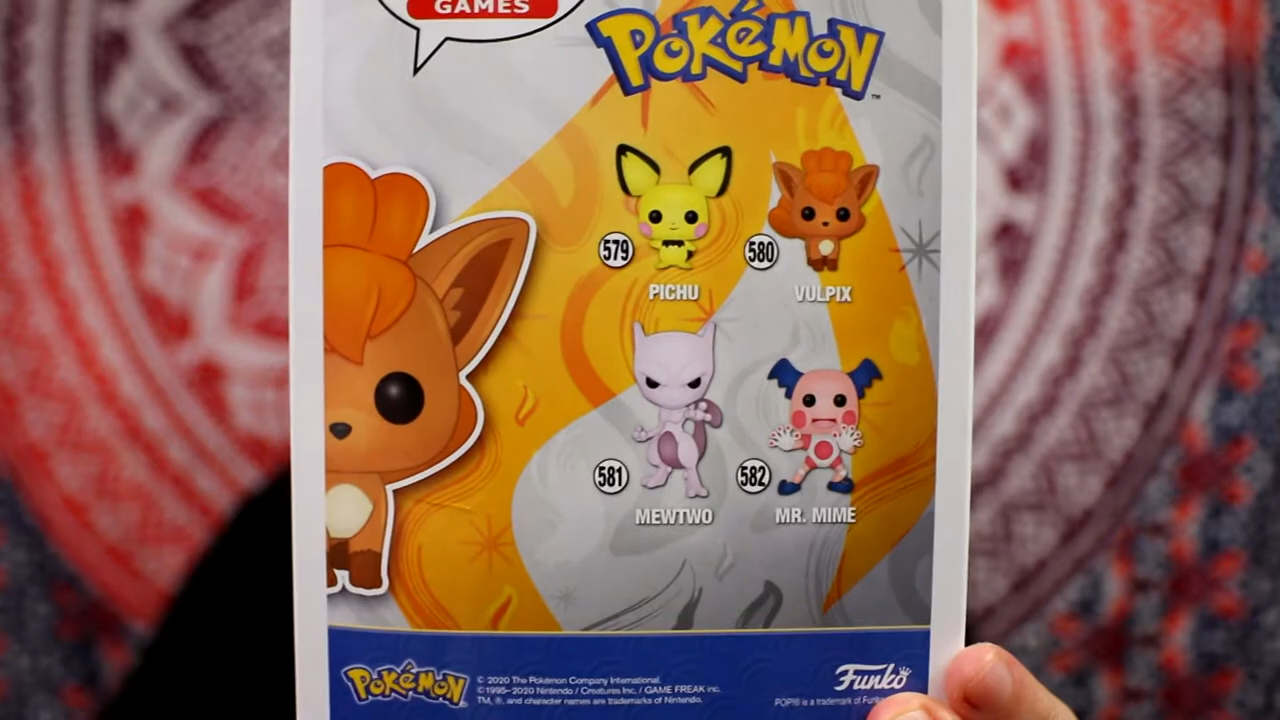 GAMES
POKéMON
TM
579
PICHU
580
VULPIX
581
MEWTWO
582
MR. MIME
POKéMON
© 2020 The Pokémon Company International.
©1995–2020 Nintendo / Creatures Inc. / GAME FREAK inc.
TM, ®, and character names are trademarks of Nintendo.
Funko
POP!® is a trademark of